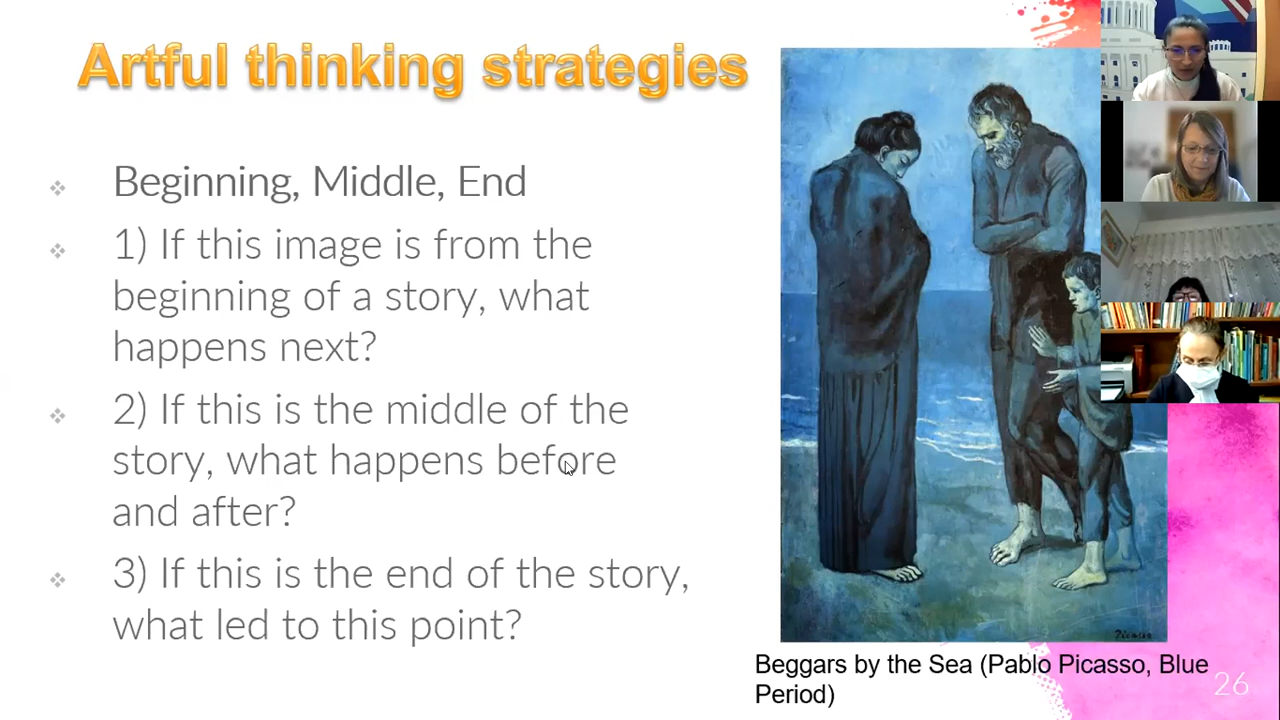 Artful thinking strategies
Beginning, Middle, End
1) If this image is from the
beginning of a story, what
happens next?
2) If this is the middle of the
story, what happens before
and after?
3) If this is the end of the story,
what led to this point?
Picasso
Beggars by the Sea (Pablo Picasso, Blue
Period)
26